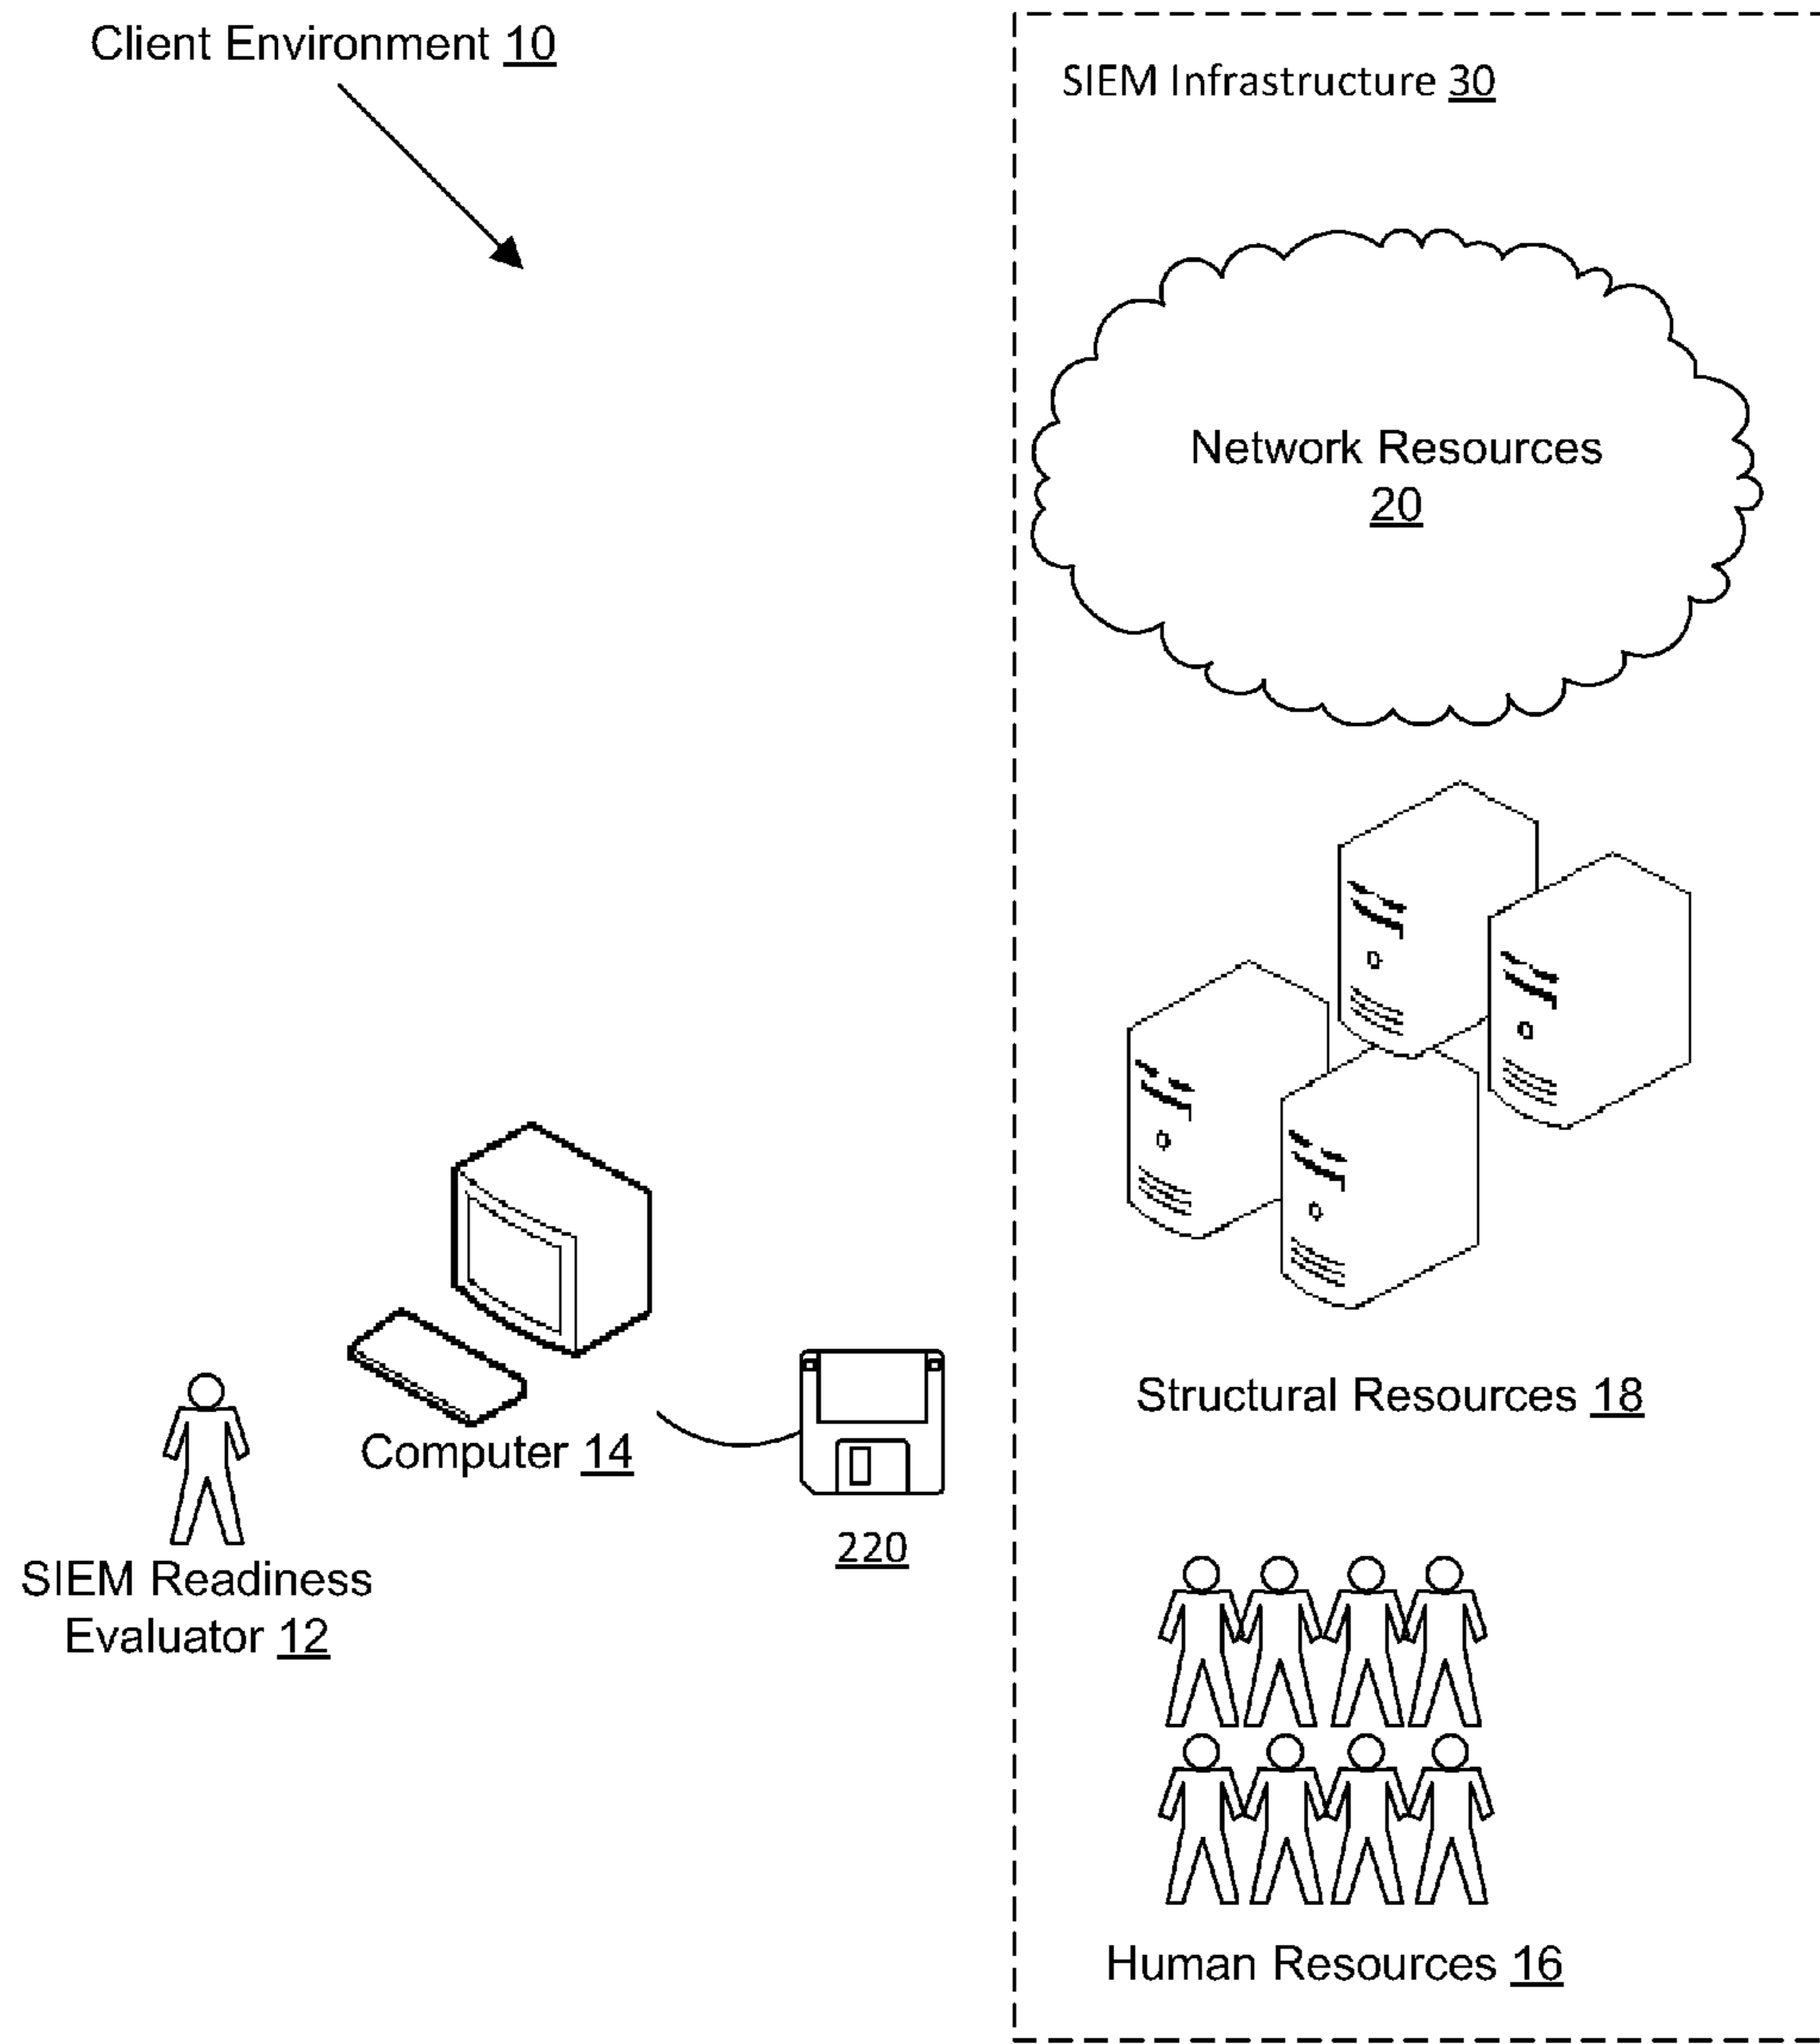 Client Environment 10
SIEM Infrastructure 30
Network Resources
20
Structural Resources 18
Computer 14
220
SIEM Readiness
Evaluator 12
Human Resources 16